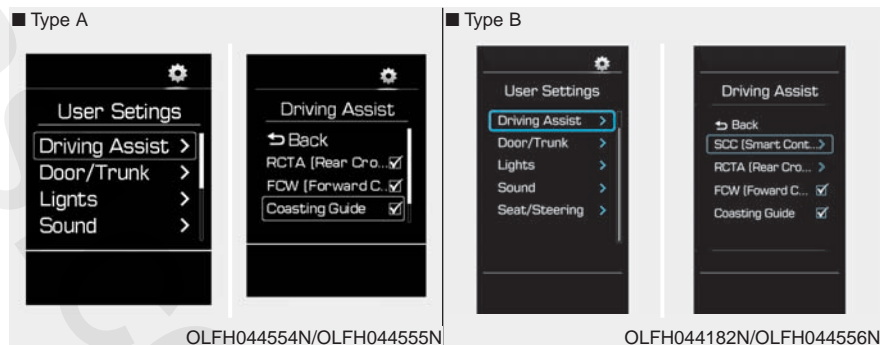 ■ Type A
User Setings
Driving Assist >
Door/Trunk >
Lignts >
Sound >
Driving Assist
Back
RCTA (Rear Cro...
FCW (Forward C...
Coasting Guide
OLFH044554N/OLFH044555N
■ Type B
User Settings
Driving Assist >
Door/Trunk >
Lights >
Sound >
Seat/Steering >
Driving Assist
Back
SCC (Smart Cont...>
RCTA (Rear Cro... >
FCW (Foward C...
Coasting Guide
OLFH044182N/OLFH044556N